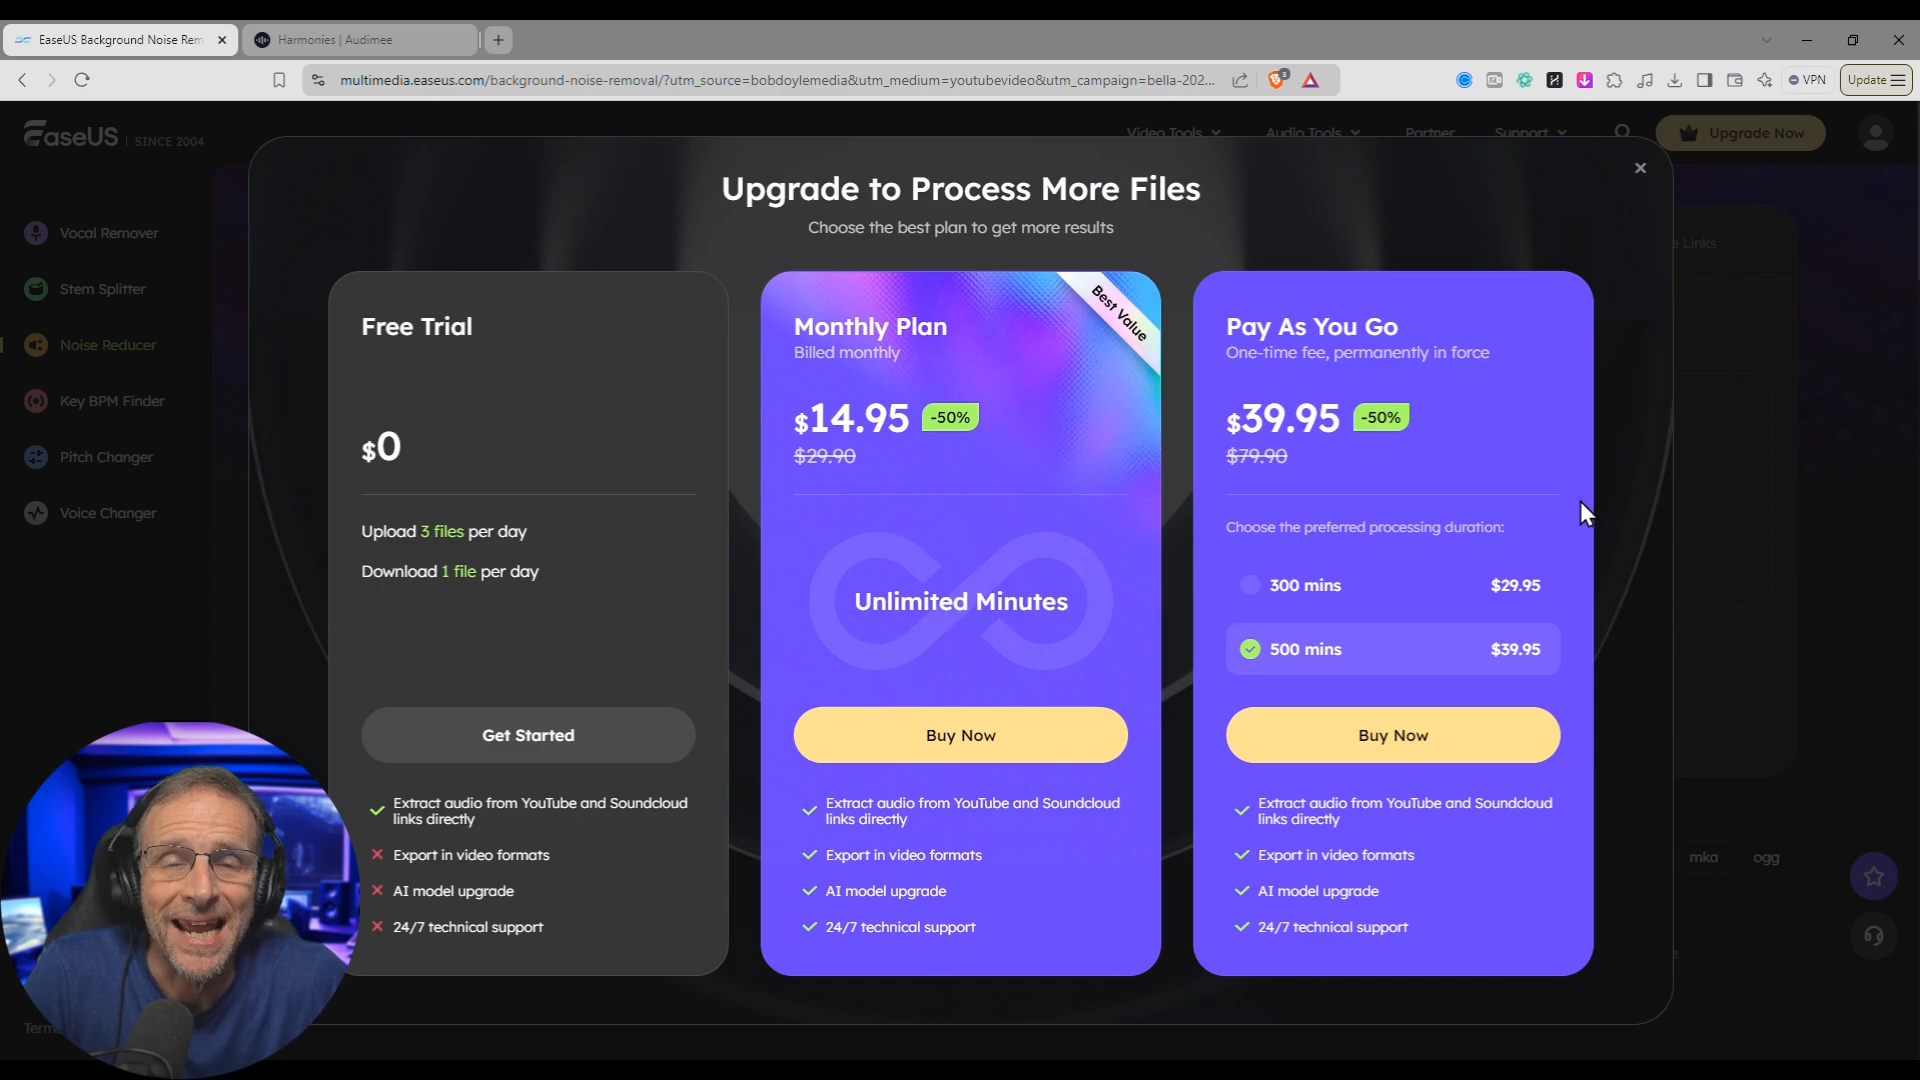 EaseUS Background Noise Rem
Harmonies | Audimee
multimedia.easeus.com/background-noise-removal/?utm_source=bobdoylemedia&utm_medium=youtubevideo&utm_campaign=bella-202...
3
VPN
Update
EaseUS | SINCE 2004
Video Tools
Audio Tools
Partner
Support
Upgrade Now
Vocal Remover
Stem Splitter
Noise Reducer
Key BPM Finder
Pitch Changer
Voice Changer
Links
Upgrade to Process More Files
Choose the best plan to get more results
Free Trial
$0
Upload 3 files per day
Download 1 file per day
Get Started
Extract audio from YouTube and Soundcloud
links directly
Export in video formats
AI model upgrade
24/7 technical support
Best Value
Monthly Plan
Billed monthly
$14.95 -50%
$29.90
Unlimited Minutes
Buy Now
Extract audio from YouTube and Soundcloud
links directly
Export in video formats
AI model upgrade
24/7 technical support
Pay As You Go
One-time fee, permanently in force
$39.95 -50%
$79.90
Choose the preferred processing duration:
300 mins $29.95
500 mins $39.95
Buy Now
Extract audio from YouTube and Soundcloud
links directly
Export in video formats
AI model upgrade
24/7 technical support
mka
ogg